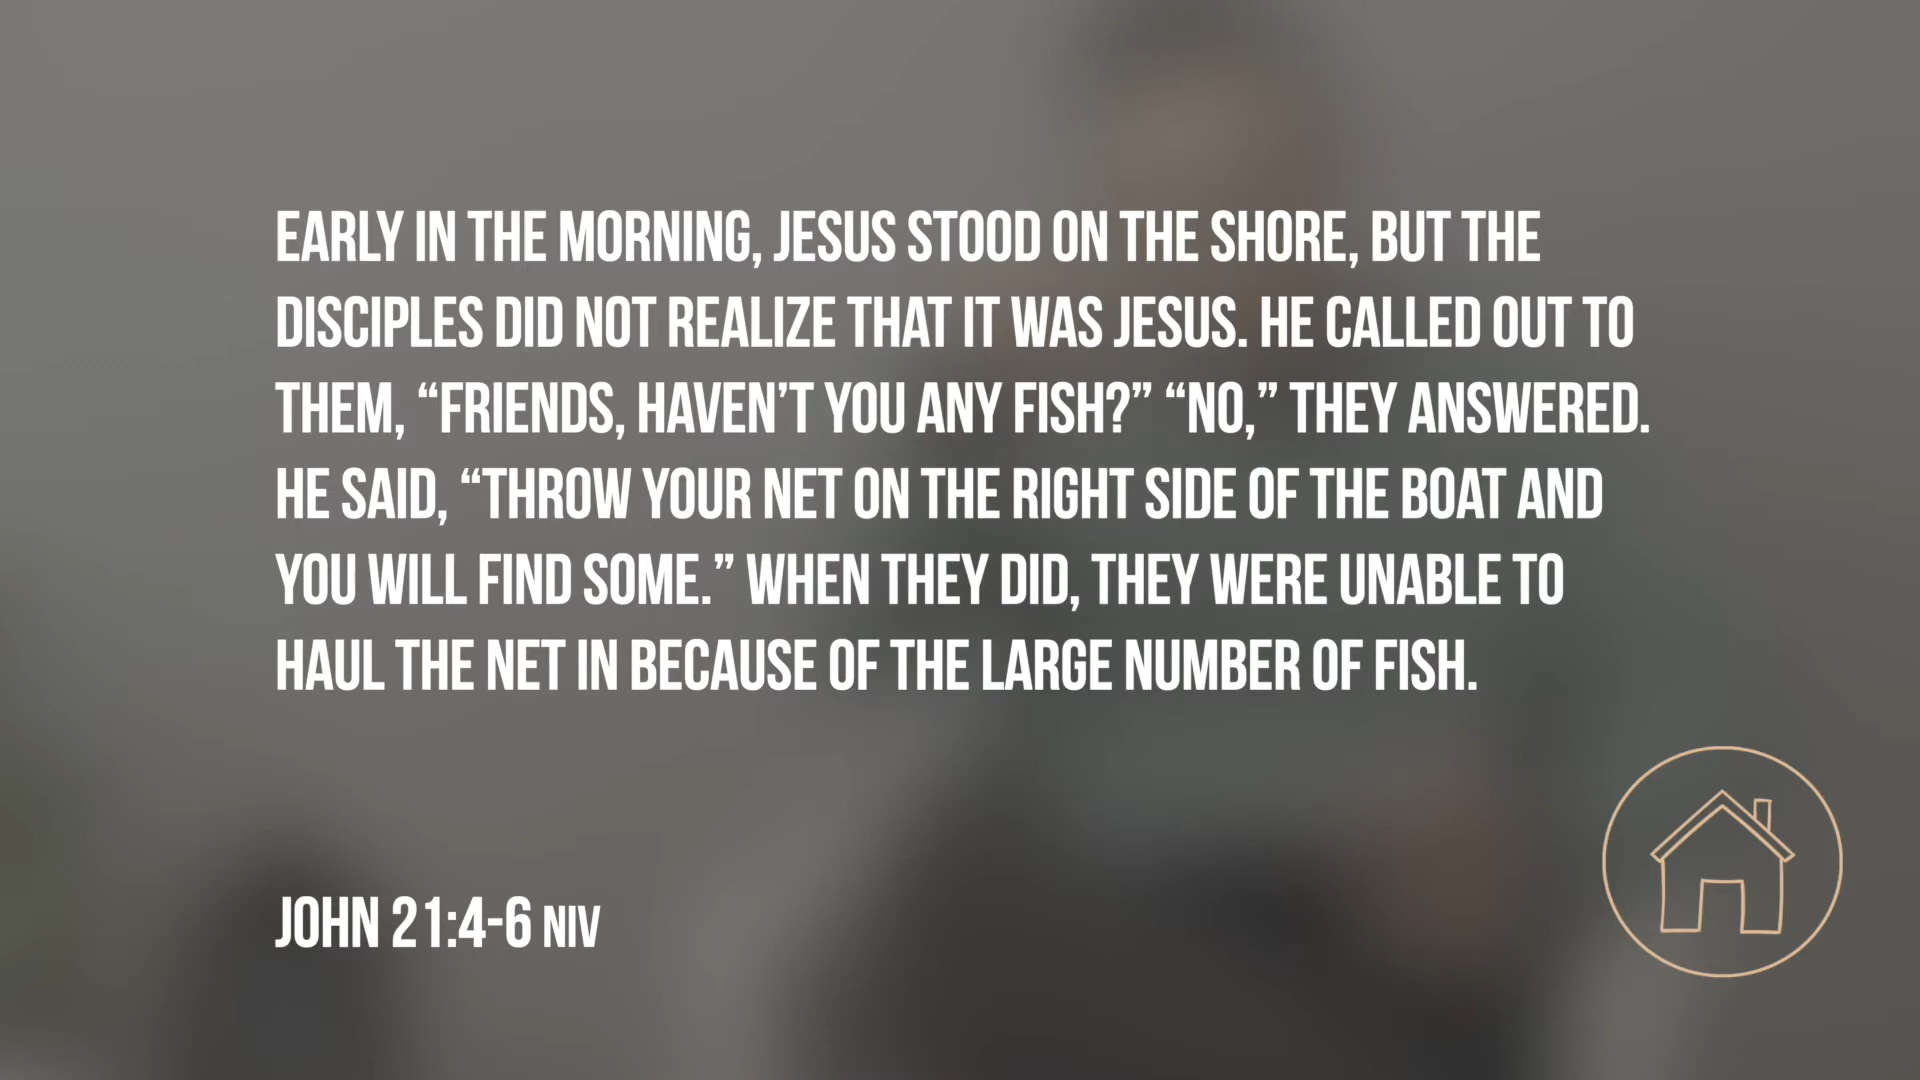 EARLY IN THE MORNING, JESUS STOOD ON THE SHORE, BUT THE
DISCIPLES DID NOT REALIZE THAT IT WAS JESUS. HE CALLED OUT TO
THEM, “FRIENDS, HAVEN’T YOU ANY FISH?” “NO,” THEY ANSWERED.
HE SAID, “THROW YOUR NET ON THE RIGHT SIDE OF THE BOAT AND
YOU WILL FIND SOME.” WHEN THEY DID, THEY WERE UNABLE TO
HAUL THE NET IN BECAUSE OF THE LARGE NUMBER OF FISH.
JOHN 21:4-6 NIV